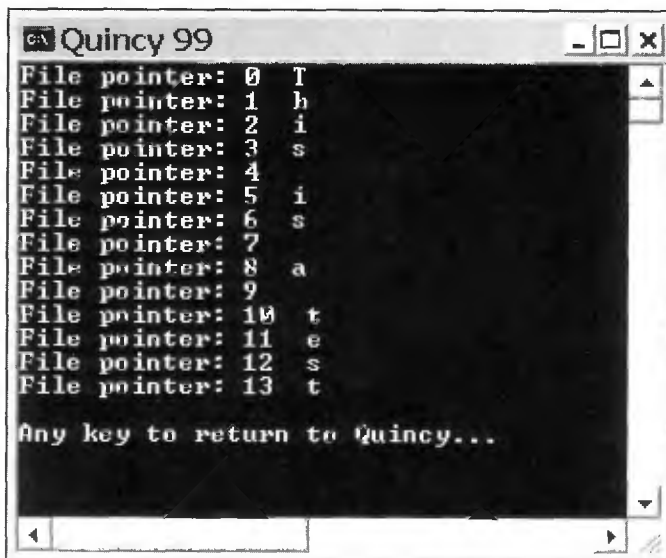 Quincy 99
File pointer: 0 T
File pointer: 1 h
File pointer: 2 i
File pointer: 3 s
File pointer: 4
File pointer: 5 i
File pointer: 6 s
File pointer: 7
File pointer: 8 a
File pointer: 9
File pointer: 10 t
File pointer: 11 e
File pointer: 12 s
File pointer: 13 t
Any key to return to Quincy...